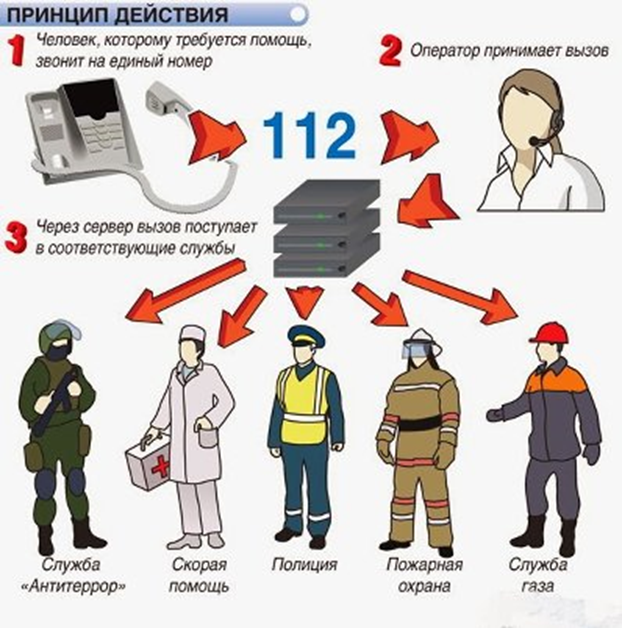 ПРИНЦИП ДЕЙСТВИЯ
1 Человек, которому требуется помощь,
звонит на единый номер
2 Оператор принимает вызов
112
3 Через сервер вызов поступает
в соответствующие службы
Служба
«Антитеррор»
Скорая
помощь
Полиция
Пожарная
охрана
Служба
газа